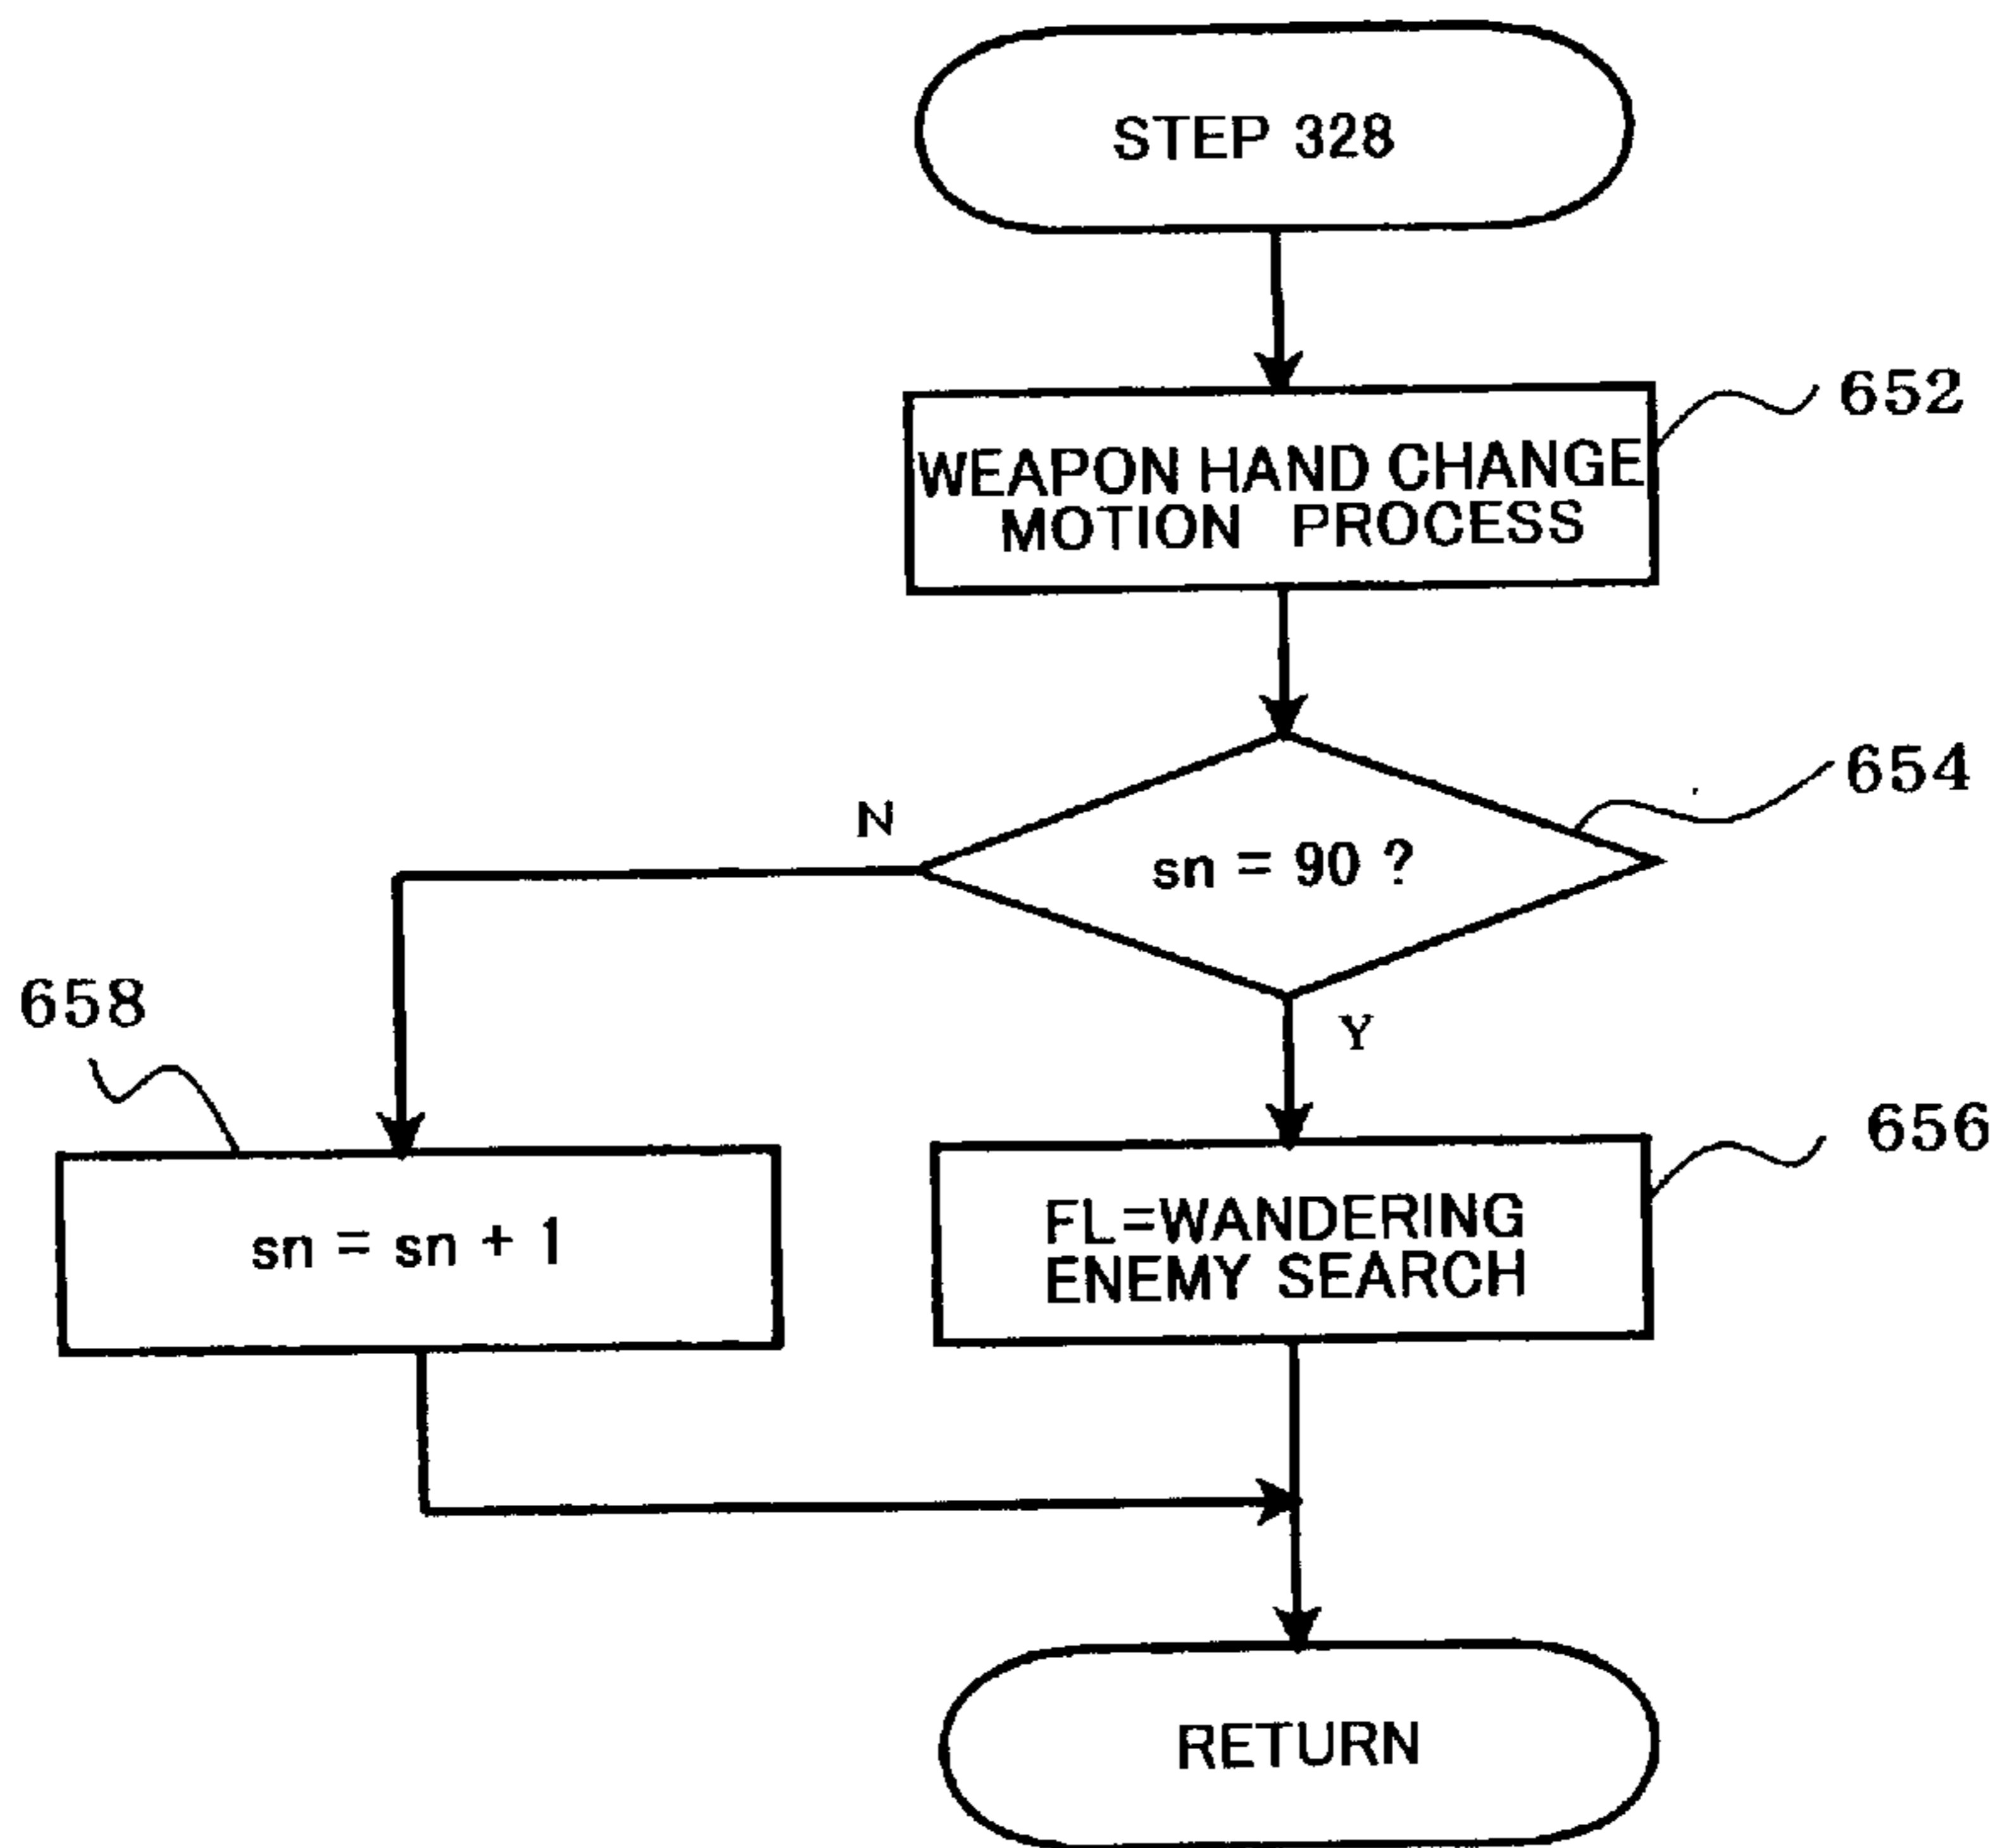 STEP 328
WEAPON HAND CHANGE
MOTION PROCESS
652
sn = 90 ?
654
N
Y
658
sn = sn + 1
FL=WANDERING
ENEMY SEARCH
656
RETURN